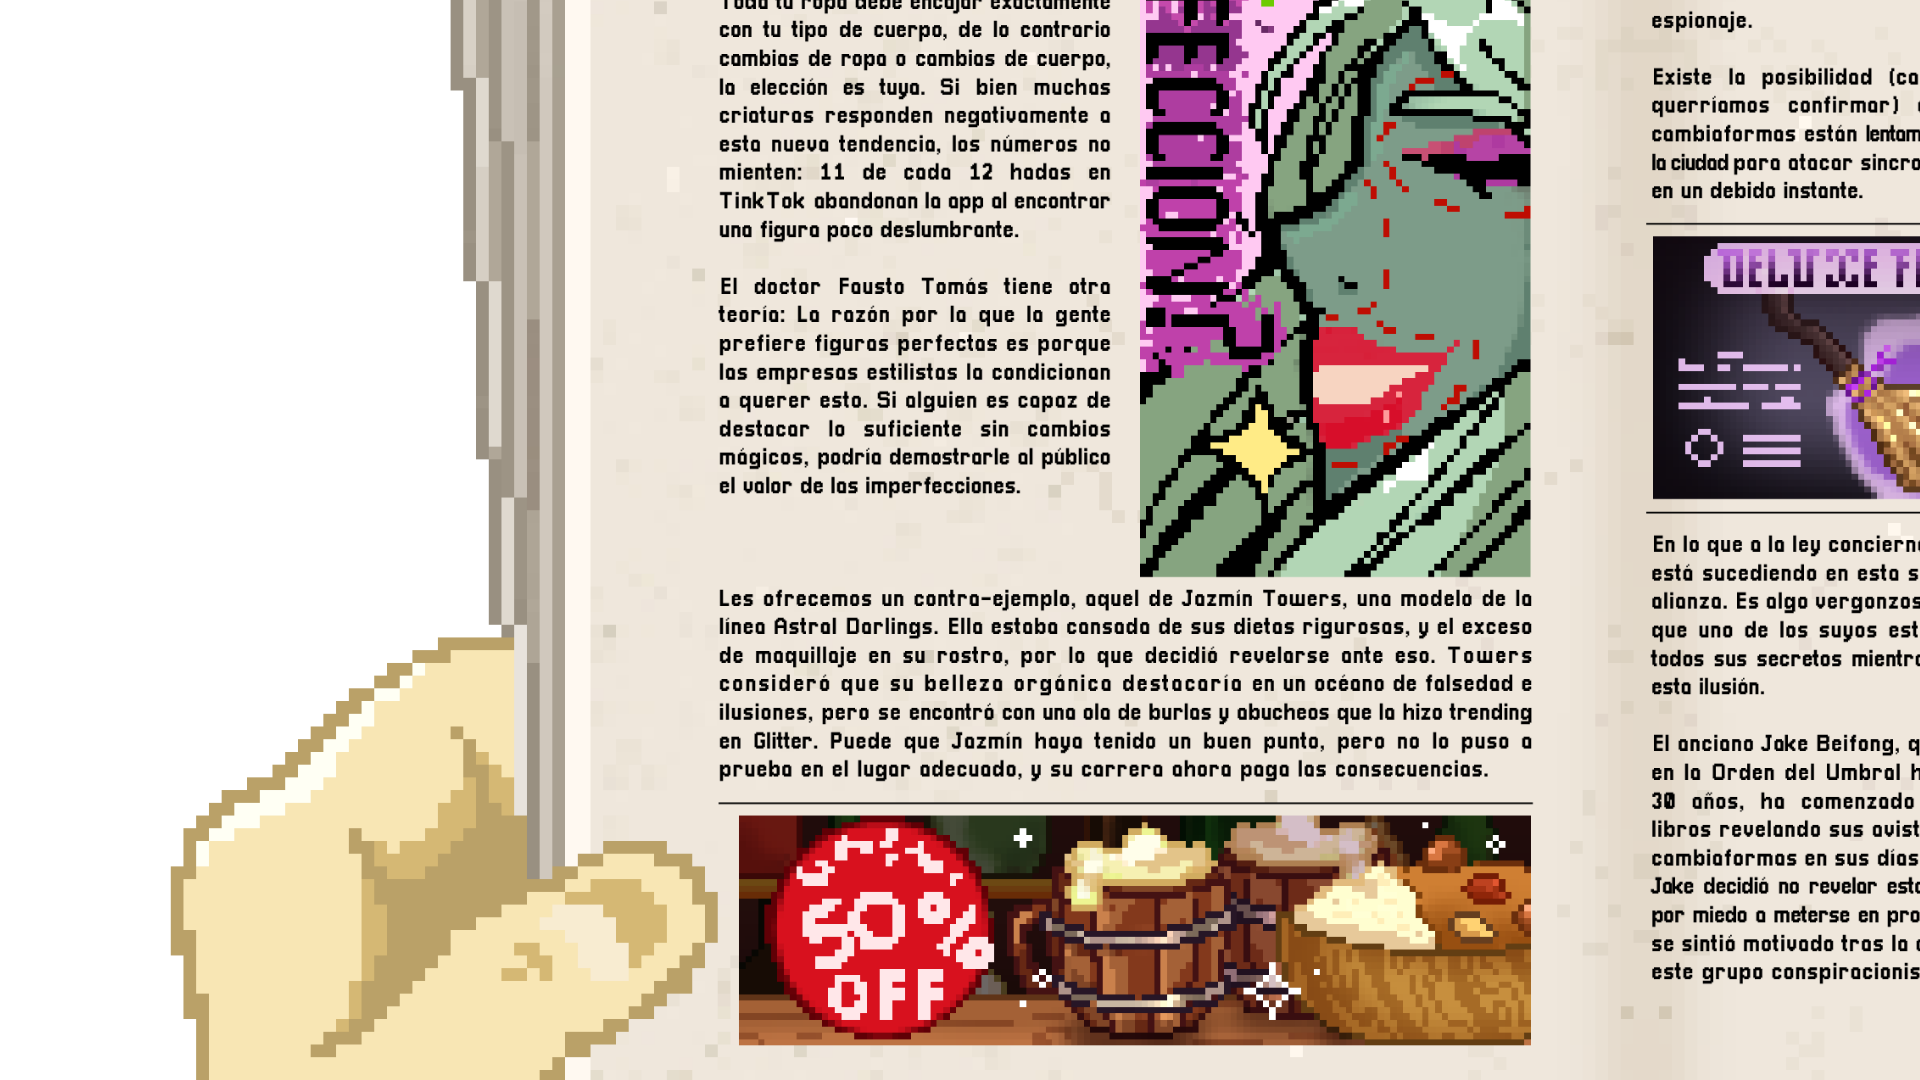 Toda tu ropa debe encajar exactamente
con tu tipo de cuerpo, de lo contrario
cambias de ropa o cambias de cuerpo,
la elección es tuya. Si bien muchas
criaturas responden negativamente a
esta nueva tendencia, los números no
mienten: 11 de cada 12 hadas en
TinkTok abandonan la app al encontrar
una figura poco deslumbrante.
El doctor Fausto Tomás tiene otra
teoría: La razón por la que la gente
prefiere figuras perfectas es porque
las empresas estilistas la condicionan
a querer esto. Si alguien es capaz de
destacar lo suficiente sin cambios
mágicos, podría demostrarle al público
el valor de las imperfecciones.
ECCION?
Les ofrecemos un contra-ejemplo, aquel de Jazmín Towers, una modelo de la
línea Astral Darlings. Ella estaba cansada de sus dietas rigurosas, y el exceso
de maquillaje en su rostro, por lo que decidió revelarse ante eso. Towers
consideró que su belleza orgánica destacaría en un océano de falsedad e
ilusiones, pero se encontró con una ola de burlas y abucheos que la hizo trending
en Glitter. Puede que Jazmín haya tenido un buen punto, pero no lo puso a
prueba en el lugar adecuado, y su carrera ahora paga las consecuencias.
50%
OFF
espionaje.
Existe la posibilidad (ca
querríamos confirmar)
cambiaformas están lentam
la ciudad para atacar sincro
en un debido instante.
En lo que a la ley concierne
está sucediendo en esta s
alianza. Es algo vergonzos
que uno de los suyos est
todos sus secretos mientra
esta ilusión.
El anciano Jake Beifong, q
en la Orden del Umbral h
30 años, ha comenzado
libros revelando sus avist
cambiaformas en sus días
Jake decidió no revelar esto
por miedo a meterse en pro
se sintió motivado tras la
este grupo conspiracionis